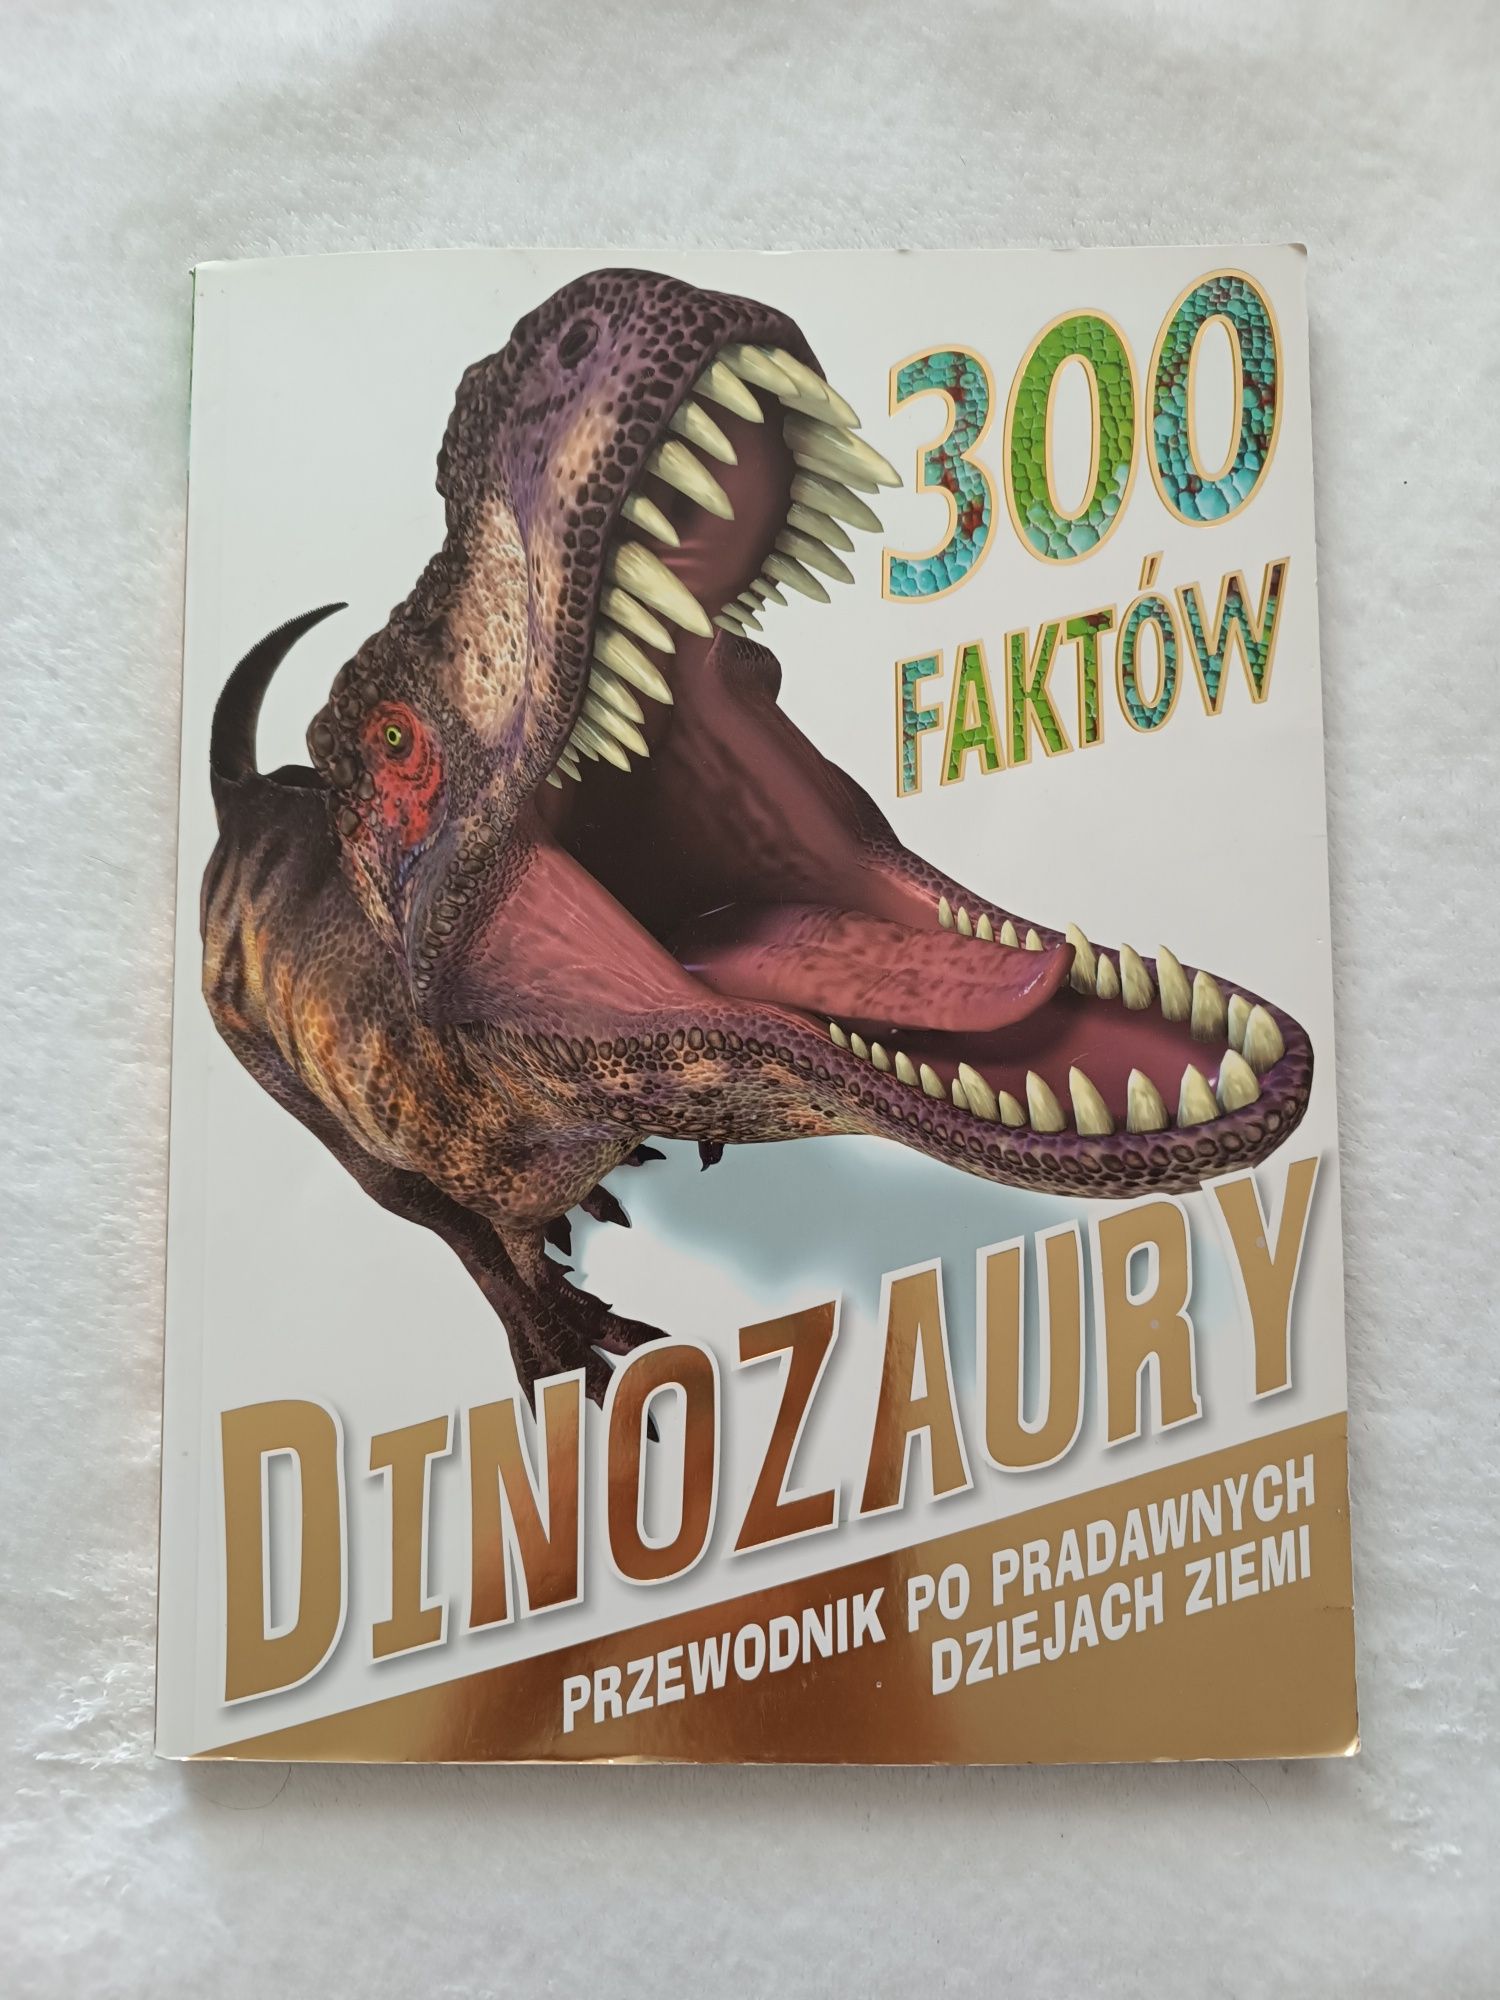 300
FAKTÓW
DINOZAURY
PRZEWODNIK PO PRADAWNYCH
DZIEJACH ZIEMI